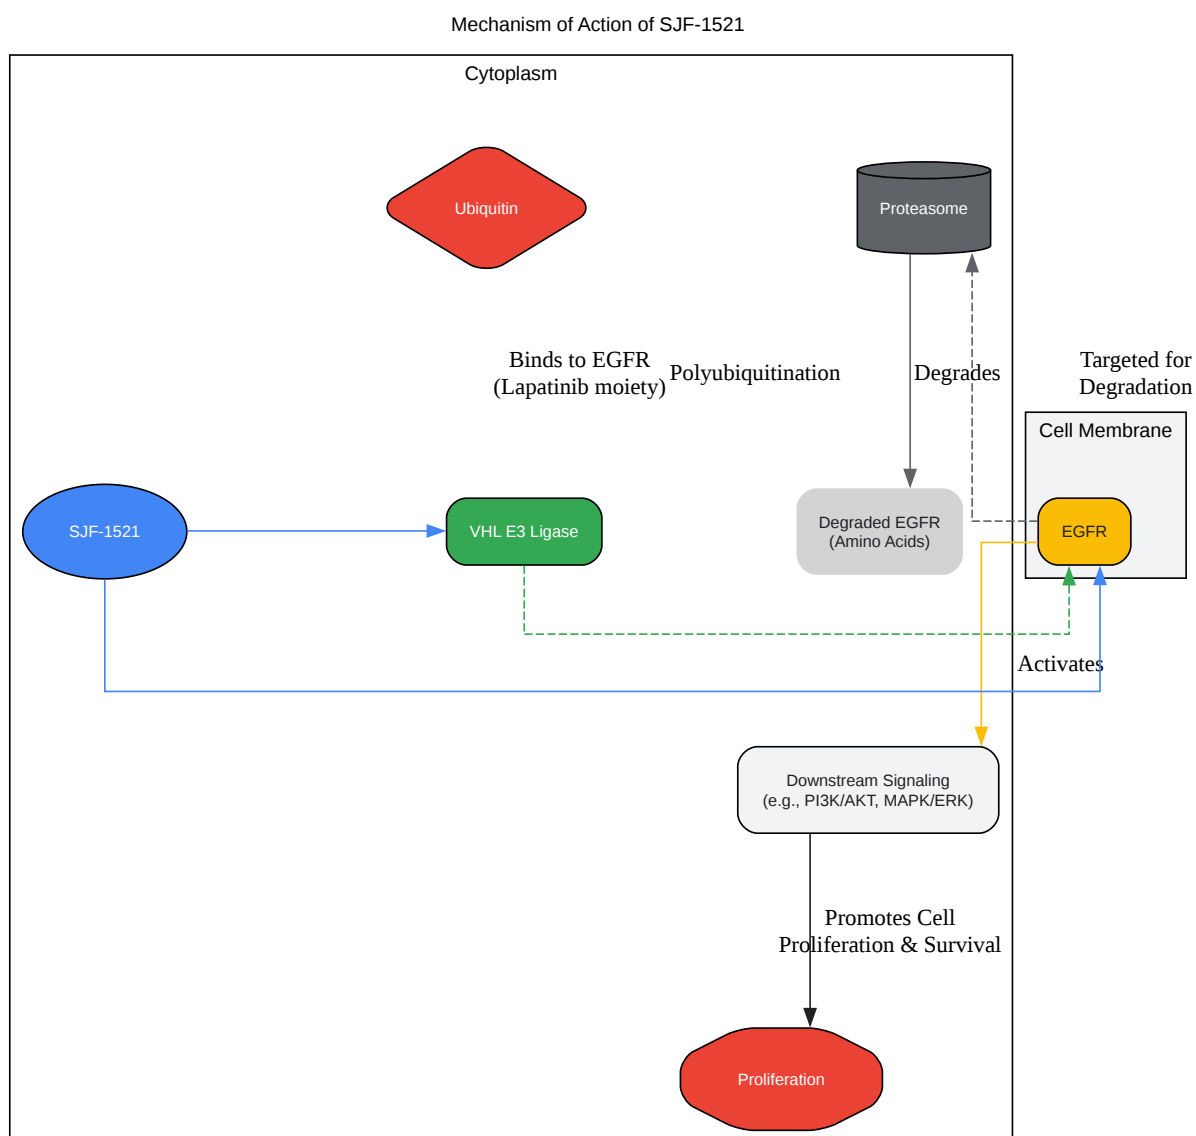 Mechanism of Action of SJF-1521
Cytoplasm
Ubiquitin
Proteasome
Binds to EGFR
(Lapatinib moiety)
Polyubiquitination
Degrades
Targeted for
Degradation
Cell Membrane
SJF-1521
VHL E3 Ligase
Degraded EGFR
(Amino Acids)
EGFR
Activates
Downstream Signaling
(e.g., PI3K/AKT, MAPK/ERK)
Promotes Cell
Proliferation & Survival
Proliferation